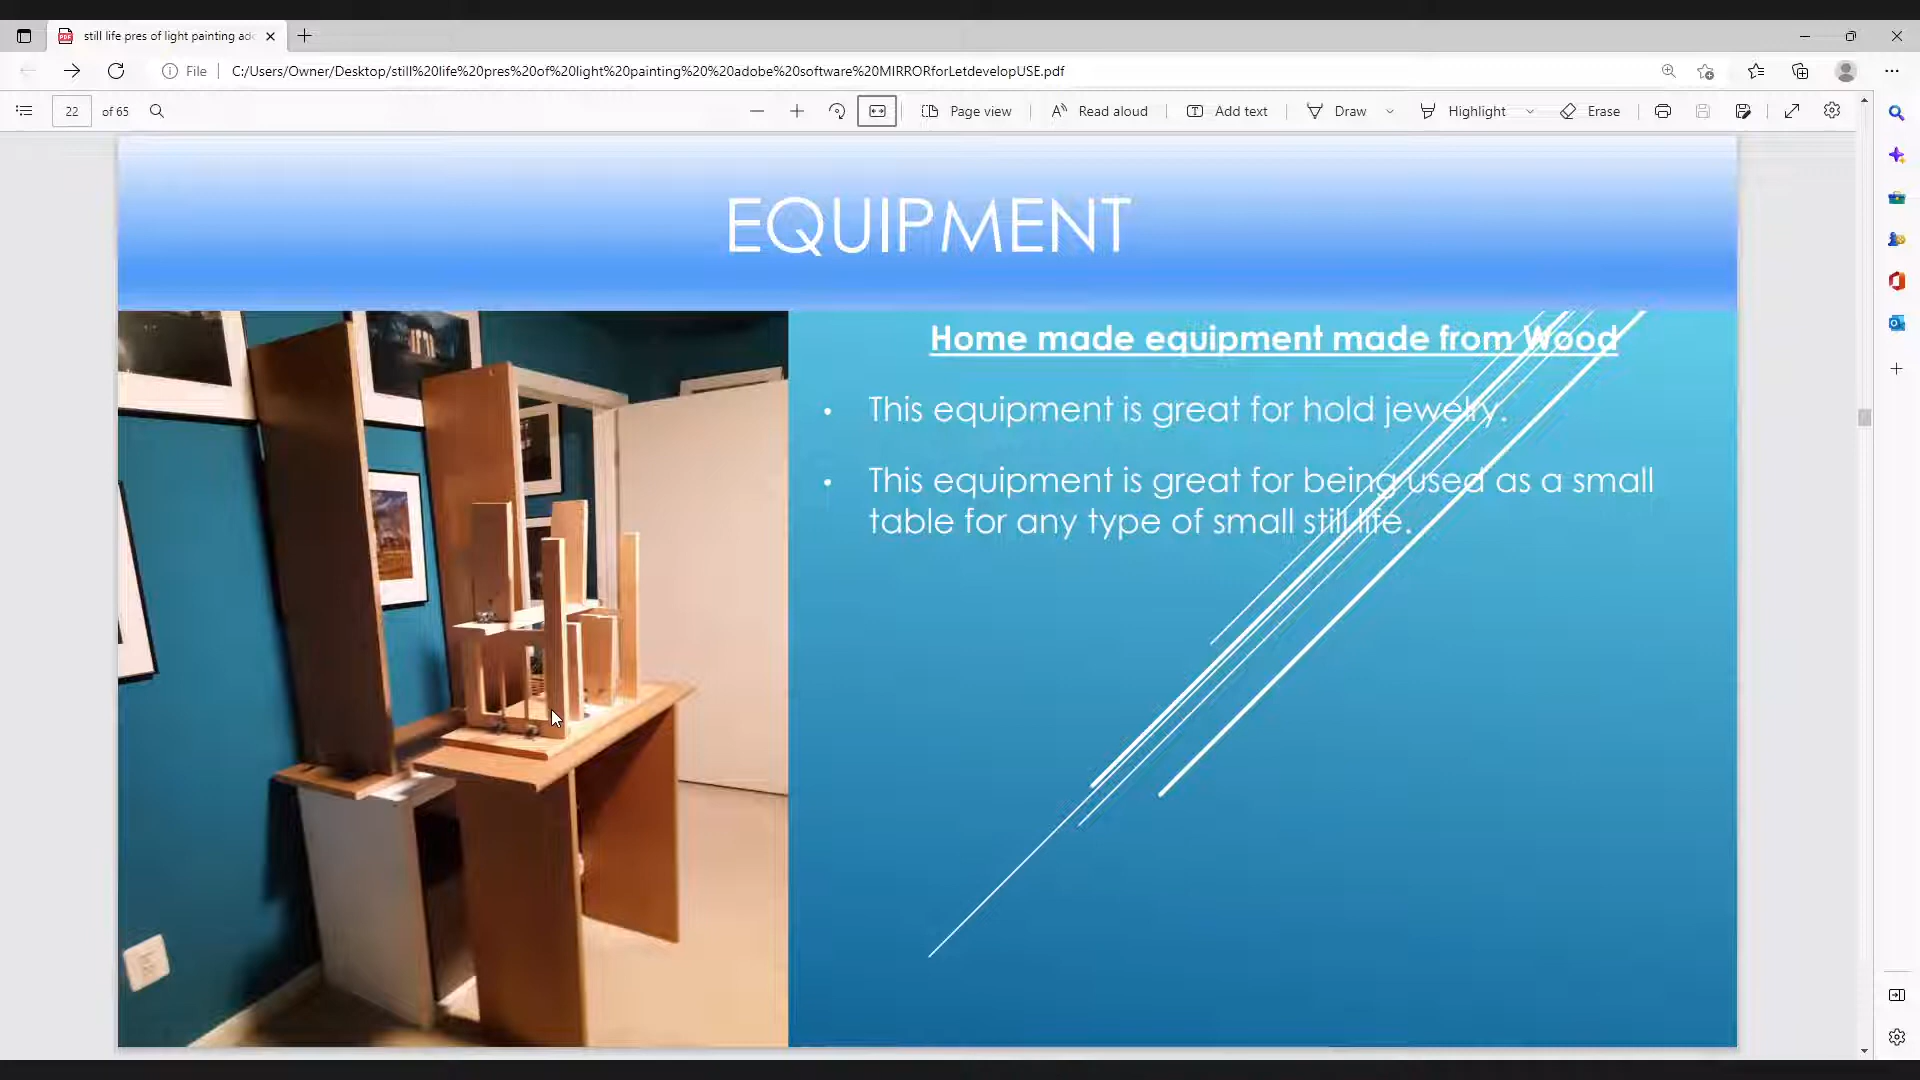 still life pres of light painting ado
File
C:/Users/Owner/Desktop/still%20life%20pres%20of%20light%20painting%20%20adobe%20software%20MIRRORforLetdevelopUSE.pdf
22 of 65
Page view
Read aloud
Add text
Draw
Highlight
Erase
EQUIPMENT
Home made equipment made from Wood
• This equipment is great for hold jewelry.
• This equipment is great for being used as a small
table for any type of small still life.